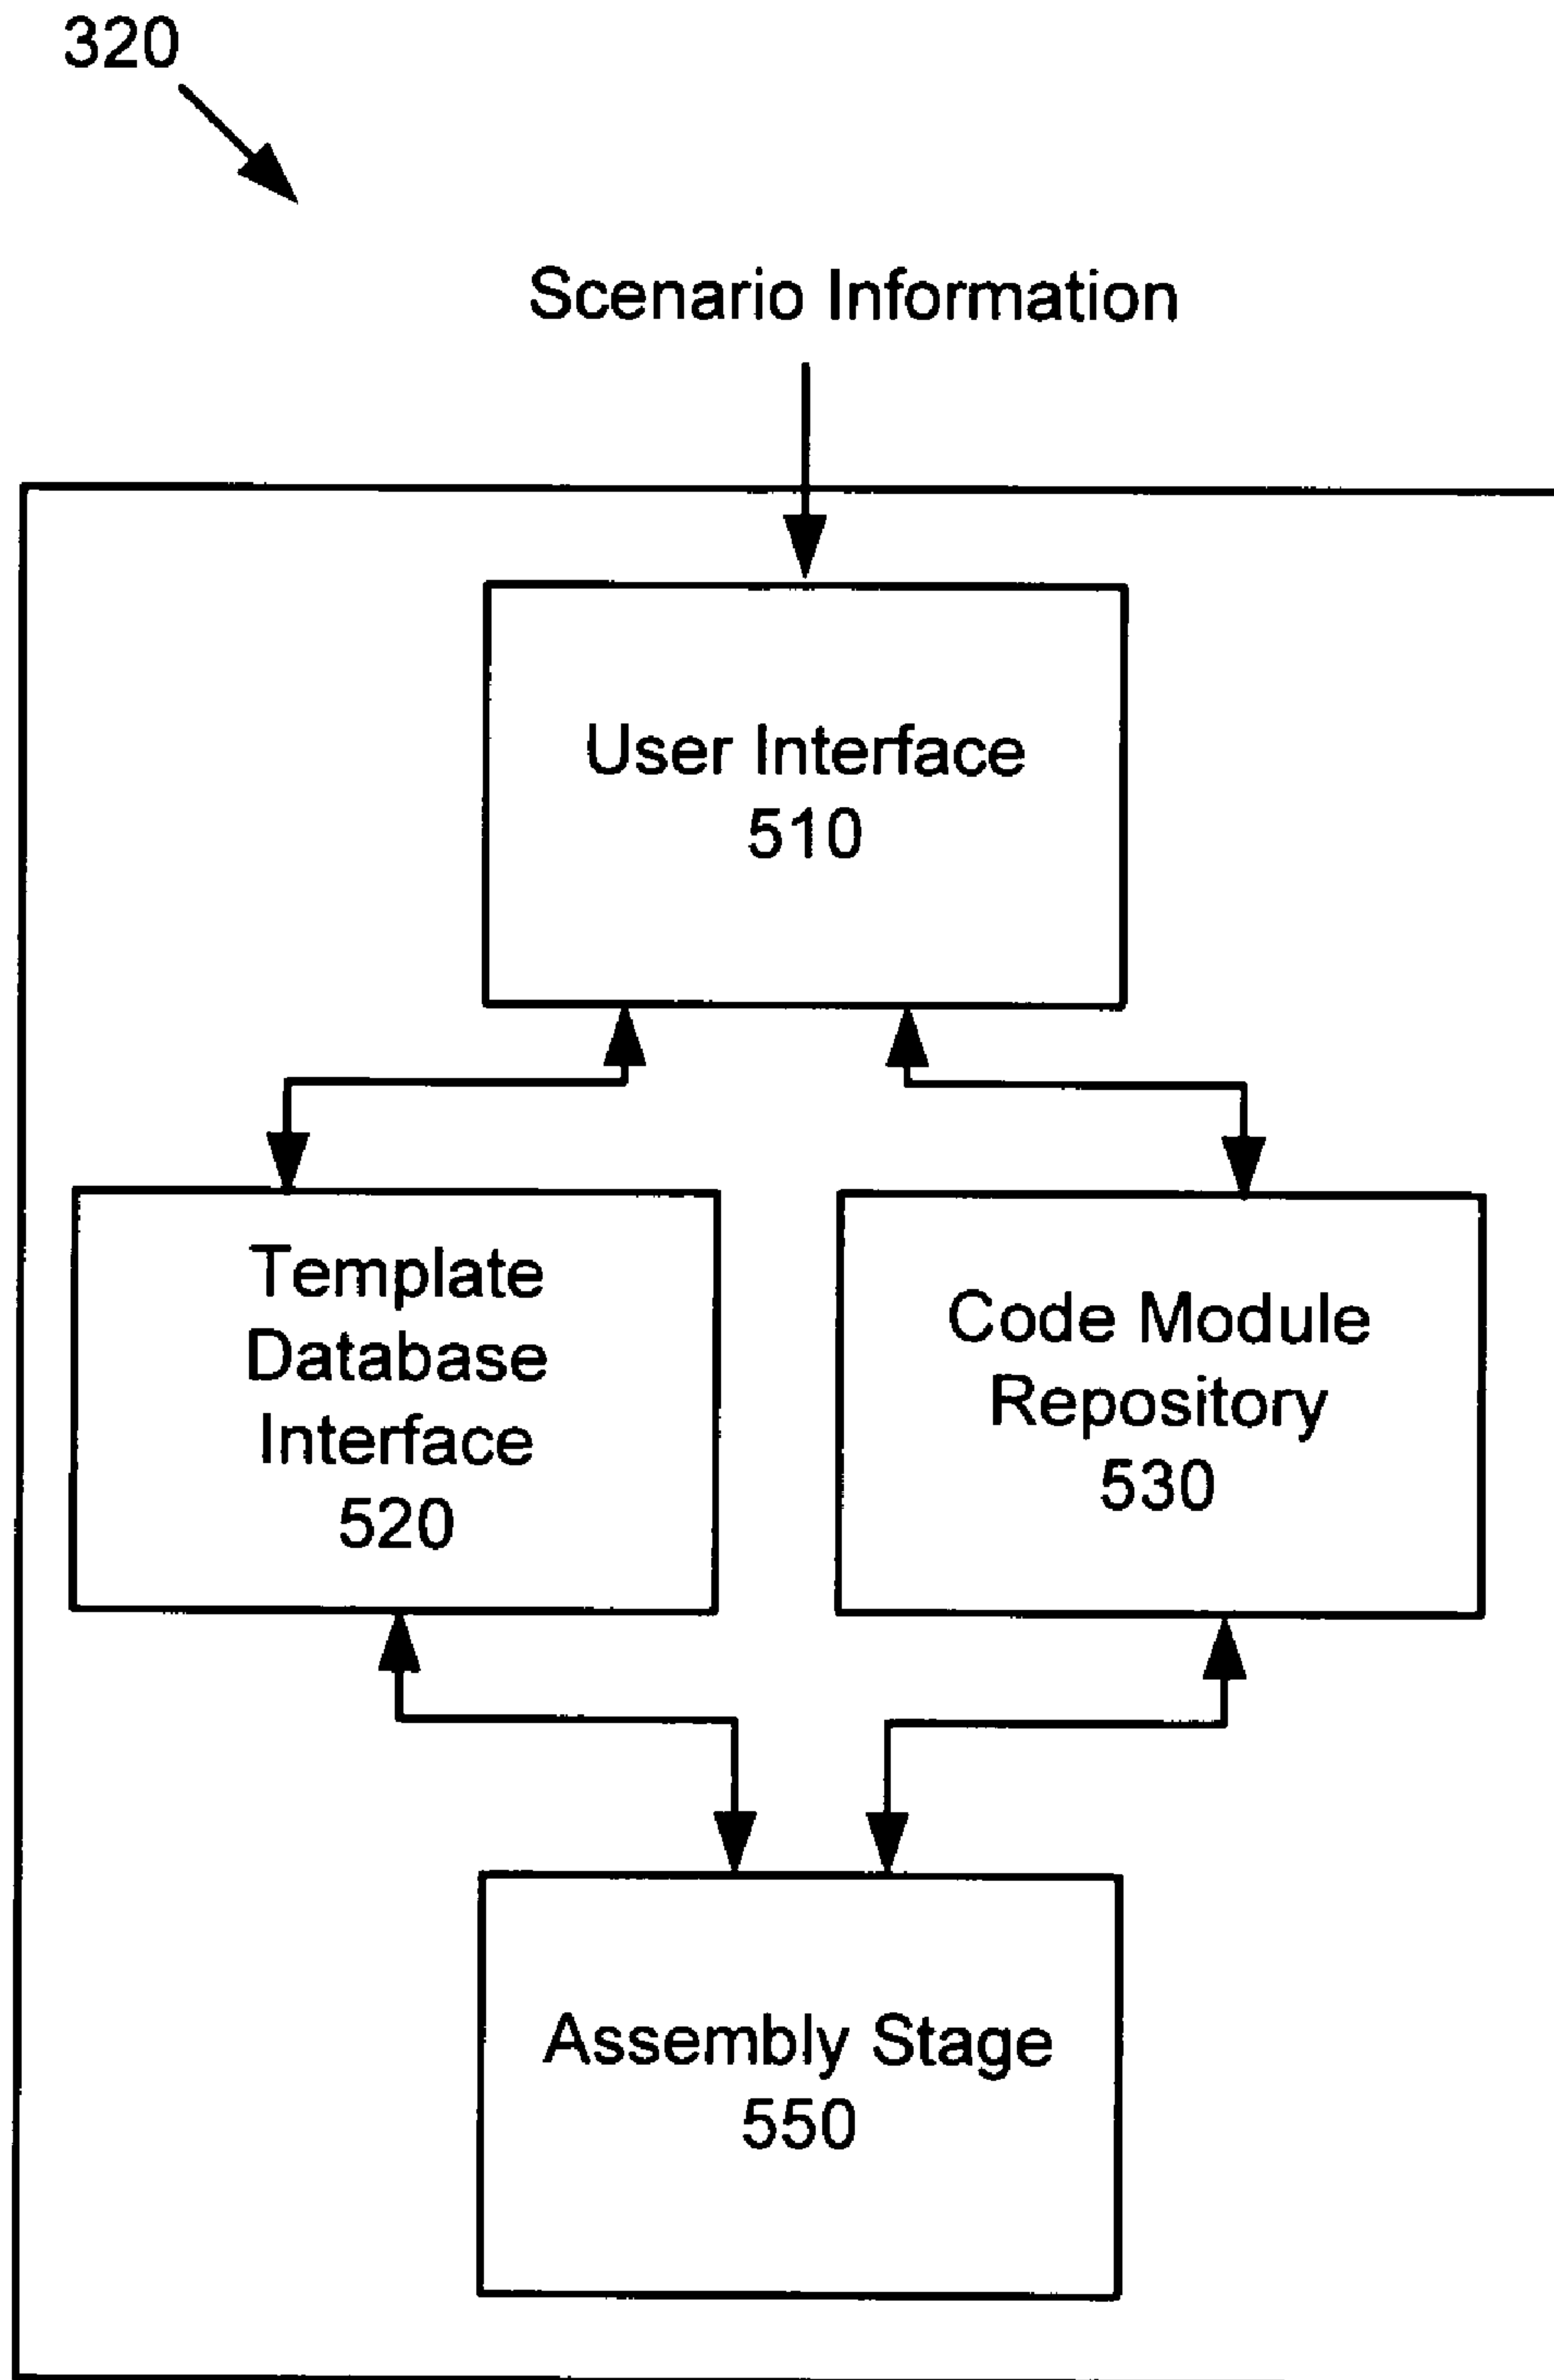 320
Scenario Information
User Interface
510
Template
Database
Interface
520
Code Module
Repository
530
Assembly Stage
550